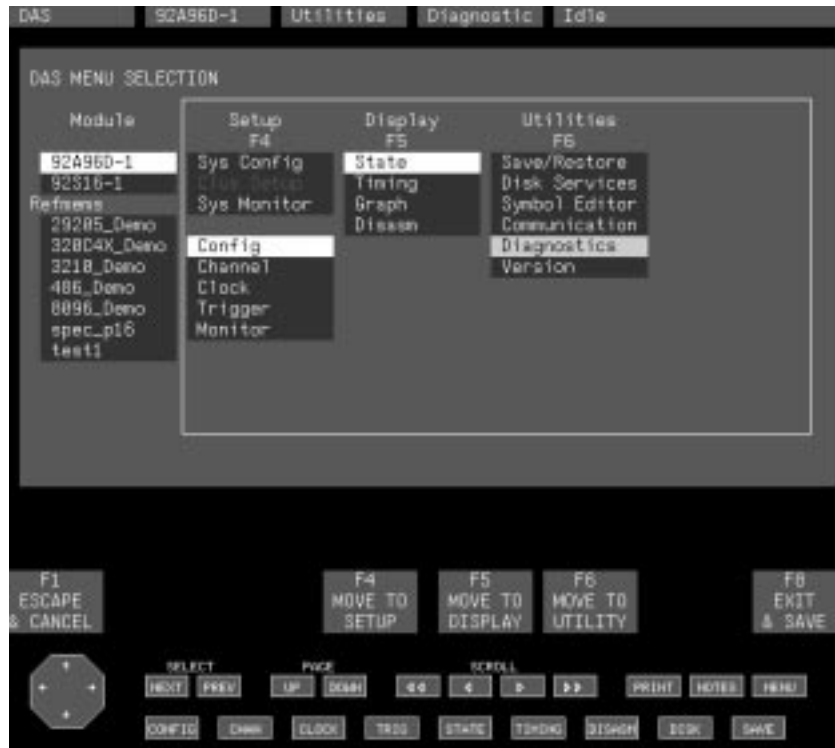 DAS 92A96D-1 Utilities Diagnostic Idle
DAS MENU SELECTION
Module Setup Display Utilities
F4 F5 F6
92A96D-1 Sys Config State Save/Restore
92S16-1 Clus Setup Timing Disk Services
Refmems Sys Monitor Graph Symbol Editor
29205_Demo Disasm Communication
320C4X_Demo Config Diagnostics
3210_Demo Channel Version
486_Demo Clock
8096_Demo Trigger
spec_p16 Monitor
test1
F1 F4 F5 F6 F8
ESCAPE MOVE TO MOVE TO MOVE TO EXIT
& CANCEL SETUP DISPLAY UTILITY & SAVE
SELECT PAGE SCROLL
NEXT PREV UP DOWN PRINT NOTES MENU
CONFIG CHAN CLOCK TRIG STATE TIMING DISASM DISK SAVE